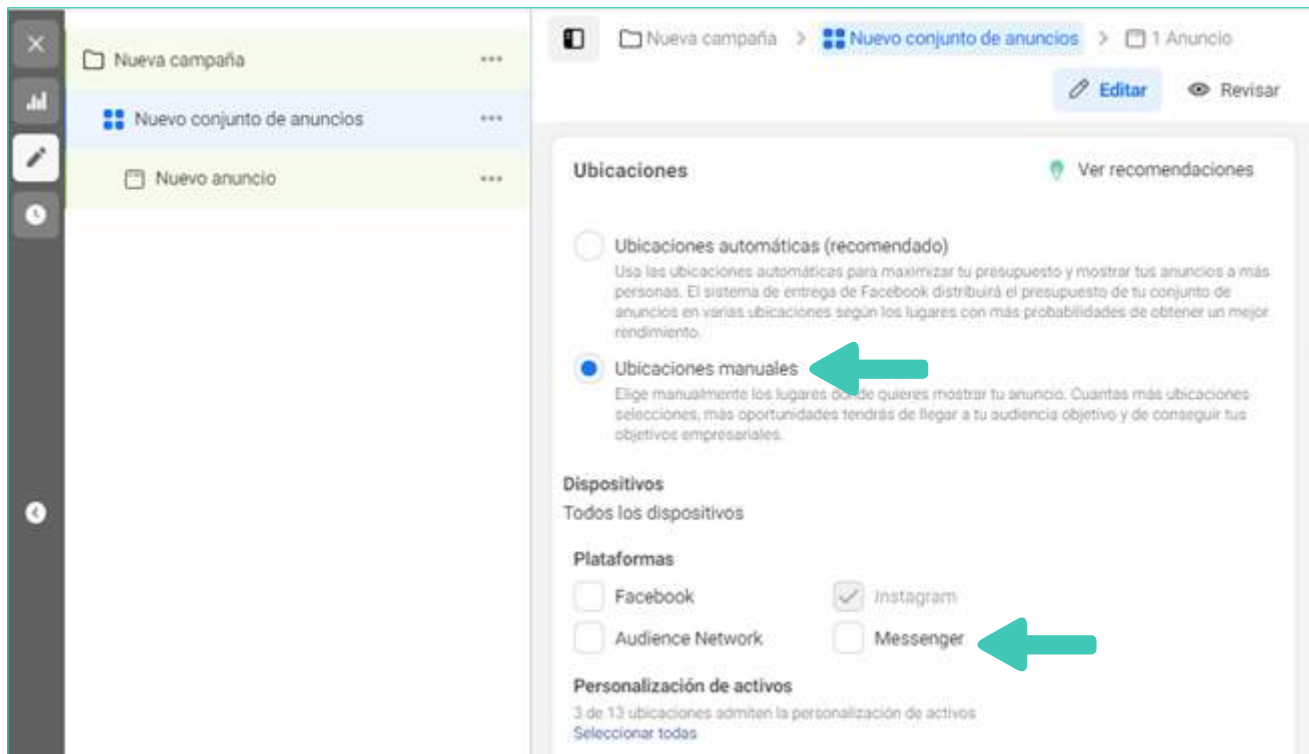 Nueva campaña
Nuevo conjunto de anuncios
Nuevo anuncio
Nueva campaña > Nuevo conjunto de anuncios > 1 Anuncio
Editar Revisar
Ubicaciones Ver recomendaciones
Ubicaciones automáticas (recomendado)
Usa las ubicaciones automáticas para maximizar tu presupuesto y mostrar tus anuncios a más
personas. El sistema de entrega de Facebook distribuirá el presupuesto de tu conjunto de
anuncios en varias ubicaciones según los lugares con más probabilidades de obtener un mejor
rendimiento.
Ubicaciones manuales
Elige manualmente los lugares donde quieres mostrar tu anuncio. Cuantas más ubicaciones
selecciones, más oportunidades tendrás de llegar a tu audiencia objetivo y de conseguir tus
objetivos empresariales.
Dispositivos
Todos los dispositivos
Plataformas
Facebook Instagram
Audience Network Messenger
Personalización de activos
3 de 13 ubicaciones admiten la personalización de activos
Seleccionar todas